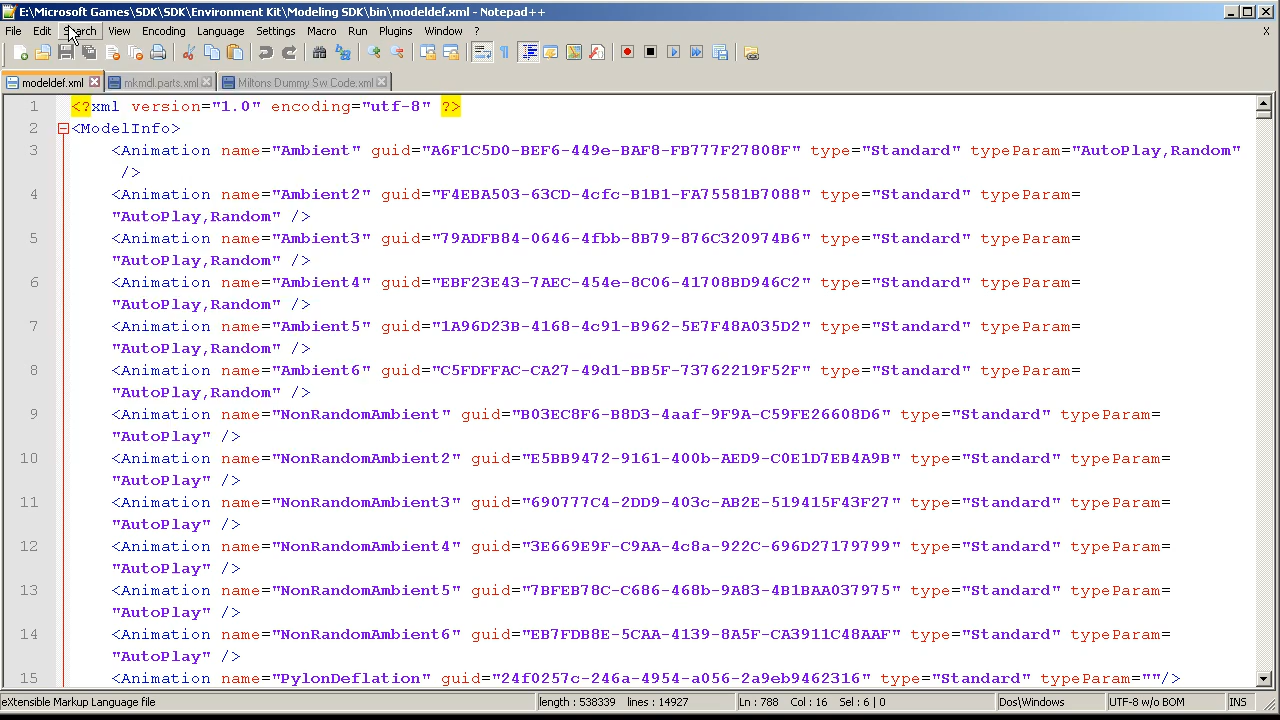 E:\Microsoft Games\SDK\SDK\Environment Kit\Modeling SDK\bin\modeldef.xml - Notepad++
File Edit Search View Encoding Language Settings Macro Run Plugins Window ? X
modeldef.xml mkmdl.parts.xml Miltons Dummy Sw Code.xml
1 <?xml version="1.0" encoding="utf-8" ?>
2 <ModelInfo>
3 <Animation name="Ambient" guid="A6F1C5D0-BEF6-449e-BAF8-FB777F27808F" type="Standard" typeParam="AutoPlay,Random"
/>
4 <Animation name="Ambient2" guid="F4EBA503-63CD-4cfc-B1B1-FA75581B7088" type="Standard" typeParam=
"AutoPlay,Random" />
5 <Animation name="Ambient3" guid="79ADFB84-0646-4fbb-8B79-876C320974B6" type="Standard" typeParam=
"AutoPlay,Random" />
6 <Animation name="Ambient4" guid="EBF23E43-7AEC-454e-8C06-41708BD946C2" type="Standard" typeParam=
"AutoPlay,Random" />
7 <Animation name="Ambient5" guid="1A96D23B-4168-4c91-B962-5E7F48A035D2" type="Standard" typeParam=
"AutoPlay,Random" />
8 <Animation name="Ambient6" guid="C5FDFFAC-CA27-49d1-BB5F-73762219F52F" type="Standard" typeParam=
"AutoPlay,Random" />
9 <Animation name="NonRandomAmbient" guid="B03EC8F6-B8D3-4aaf-9F9A-C59FE26608D6" type="Standard" typeParam=
"AutoPlay" />
10 <Animation name="NonRandomAmbient2" guid="E5BB9472-9161-400b-AED9-C0E1D7EB4A9B" type="Standard" typeParam=
"AutoPlay" />
11 <Animation name="NonRandomAmbient3" guid="690777C4-2DD9-403c-AB2E-519415F43F27" type="Standard" typeParam=
"AutoPlay" />
12 <Animation name="NonRandomAmbient4" guid="3E669E9F-C9AA-4c8a-922C-696D27179799" type="Standard" typeParam=
"AutoPlay" />
13 <Animation name="NonRandomAmbient5" guid="7BFEB78C-C686-468b-9A83-4B1BAA037975" type="Standard" typeParam=
"AutoPlay" />
14 <Animation name="NonRandomAmbient6" guid="EB7FDB8E-5CAA-4139-8A5F-CA3911C48AAF" type="Standard" typeParam=
"AutoPlay" />
15 <Animation name="PylonDeflation" guid="24f0257c-246a-4954-a056-2a9eb9462316" type="Standard" typeParam=""/>
eXtensible Markup Language file length : 538339 lines : 14927 Ln : 788 Col : 16 Sel : 6 | 0 Dos\Windows UTF-8 w/o BOM INS